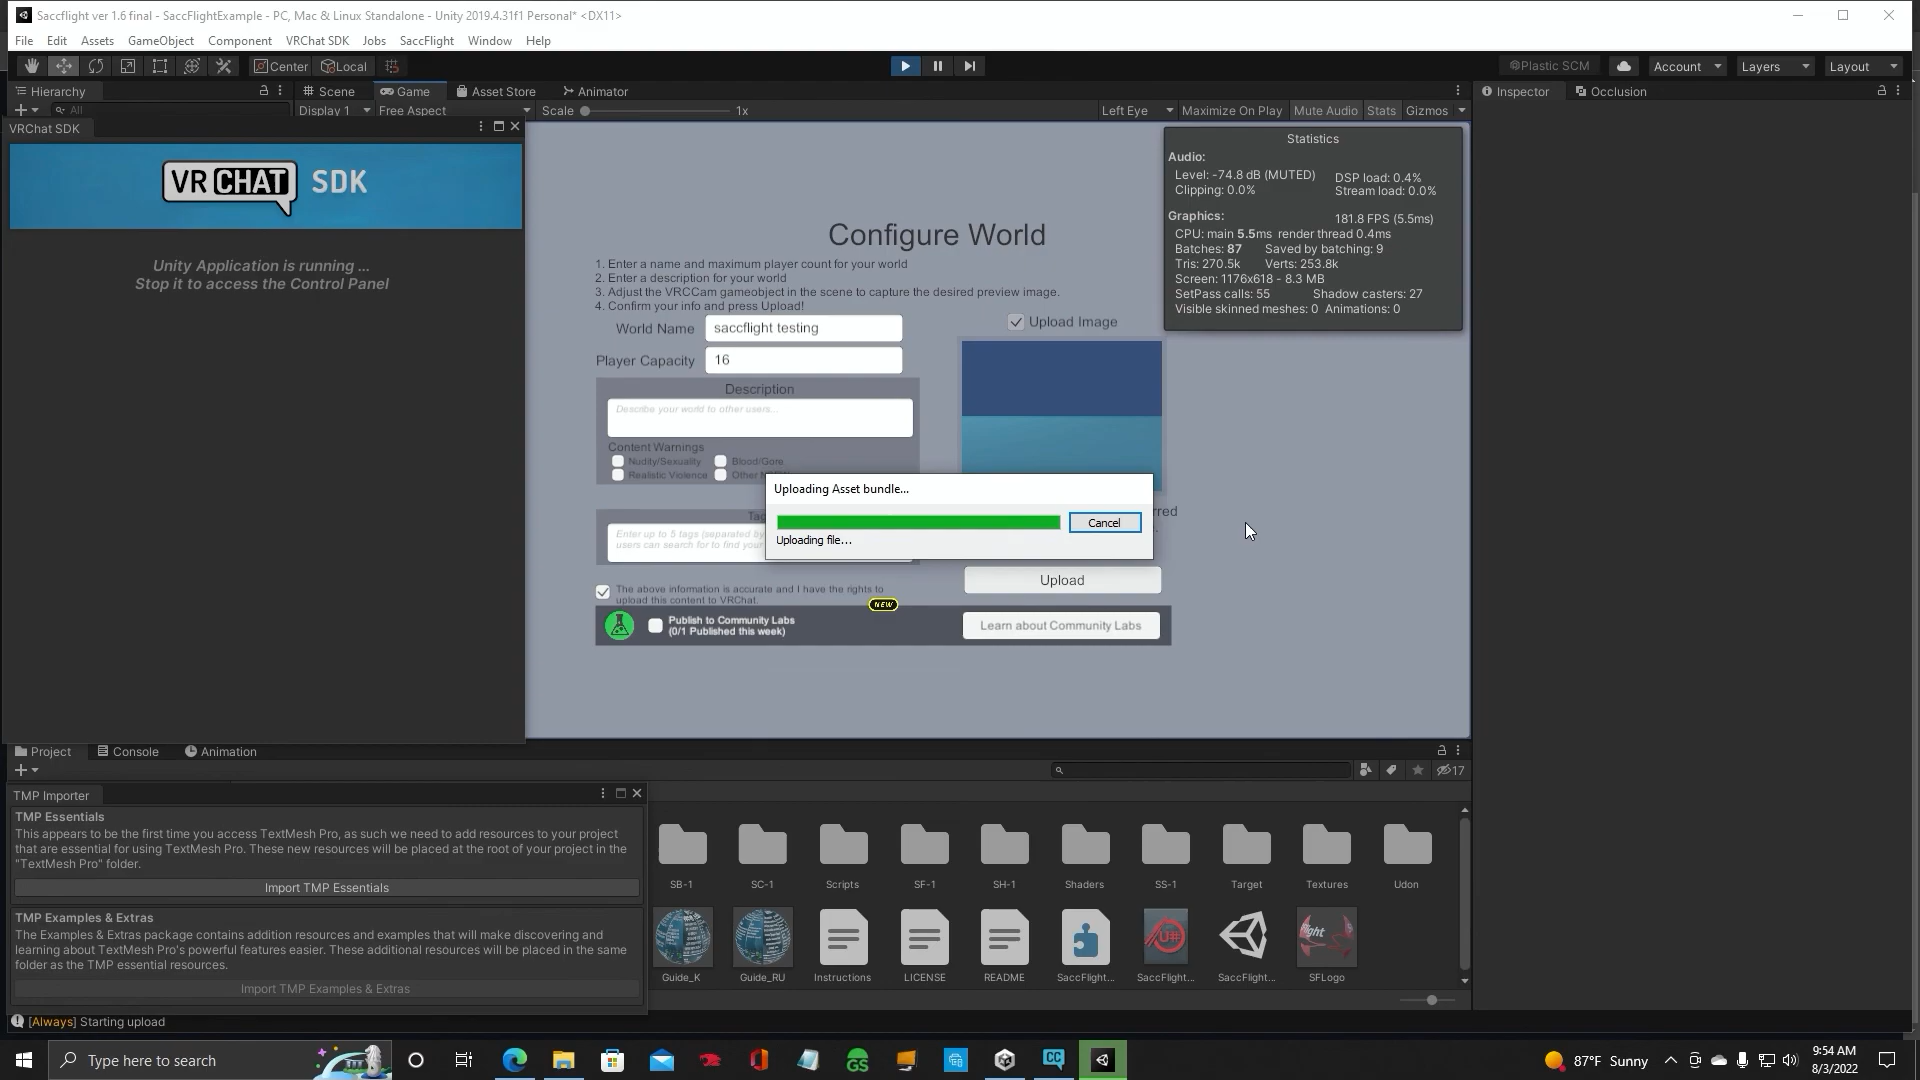 Saccflight ver 1.6 final - SaccFlightExample - PC, Mac & Linux Standalone - Unity 2019.4.31f1 Personal* <DX11>
File Edit Assets GameObject Component VRChat SDK Jobs SaccFlight Window Help
Center Local
Plastic SCM Account Layers Layout
Hierarchy
Scene Game Asset Store Animator
Inspector Occlusion
All
Display 1 Free Aspect Scale 1x Left Eye Maximize On Play Mute Audio Stats Gizmos
VRChat SDK
VRCHAT SDK
Unity Application is running ...
Stop it to access the Control Panel
Statistics
Audio:
Level: -74.8 dB (MUTED) DSP load: 0.4%
Clipping: 0.0% Stream load: 0.0%
Graphics: 181.8 FPS (5.5ms)
CPU: main 5.5ms render thread 0.4ms
Batches: 87 Saved by batching: 9
Tris: 270.5k Verts: 253.8k
Screen: 1176x618 - 8.3 MB
SetPass calls: 55 Shadow casters: 27
Visible skinned meshes: 0 Animations: 0
Configure World
1. Enter a name and maximum player count for your world
2. Enter a description for your world
3. Adjust the VRCCam gameobject in the scene to capture the desired preview image.
4. Confirm your info and press Upload!
World Name saccflight testing
Upload Image
Player Capacity 16
Description
Describe your world to other users...
Content Warnings
Nudity/Sexuality Blood/Gore
Realistic Violence Other
Uploading Asset bundle...
Cancel
Uploading file...
Enter up to 5 tags (separated by
users can search for to find your
Upload
The above information is accurate and I have the rights to
upload this content to VRChat.
NEW
Publish to Community Labs
(0/1 Published this week)
Learn about Community Labs
Project Console Animation
17
TMP Importer
TMP Essentials
This appears to be the first time you access TextMesh Pro, as such we need to add resources to your project
that are essential for using TextMesh Pro. These new resources will be placed at the root of your project in the
"TextMesh Pro" folder.
Import TMP Essentials
TMP Examples & Extras
The Examples & Extras package contains addition resources and examples that will make discovering and
learning about TextMesh Pro's powerful features easier. These additional resources will be placed in the same
folder as the TMP essential resources.
Import TMP Examples & Extras
SB-1 SC-1 Scripts SF-1 SH-1 Shaders SS-1 Target Textures Udon
Guide_K Guide_RU Instructions LICENSE README SaccFlight... SaccFlight... SaccFlight... SFLogo
[Always] Starting upload
Type here to search
87°F Sunny
9:54 AM
8/3/2022